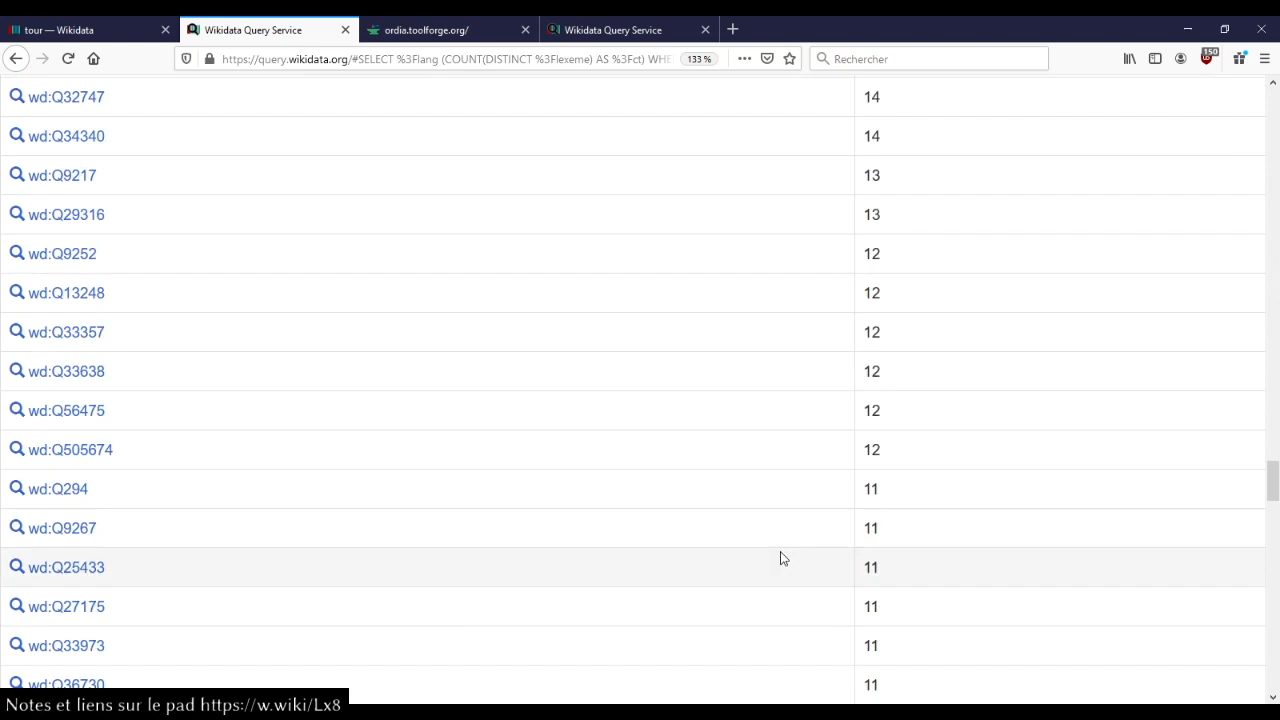 tour — Wikidata
Wikidata Query Service
ordia.toolforge.org/
Wikidata Query Service
https://query.wikidata.org/#SELECT %3Flang (COUNT(DISTINCT %3Flexeme) AS %3Fct) WHE
133 %
Rechercher
150
wd:Q32747 14
wd:Q34340 14
wd:Q9217 13
wd:Q29316 13
wd:Q9252 12
wd:Q13248 12
wd:Q33357 12
wd:Q33638 12
wd:Q56475 12
wd:Q505674 12
wd:Q294 11
wd:Q9267 11
wd:Q25433 11
wd:Q27175 11
wd:Q33973 11
wd:Q36730 11
Notes et liens sur le pad https://w.wiki/Lx8